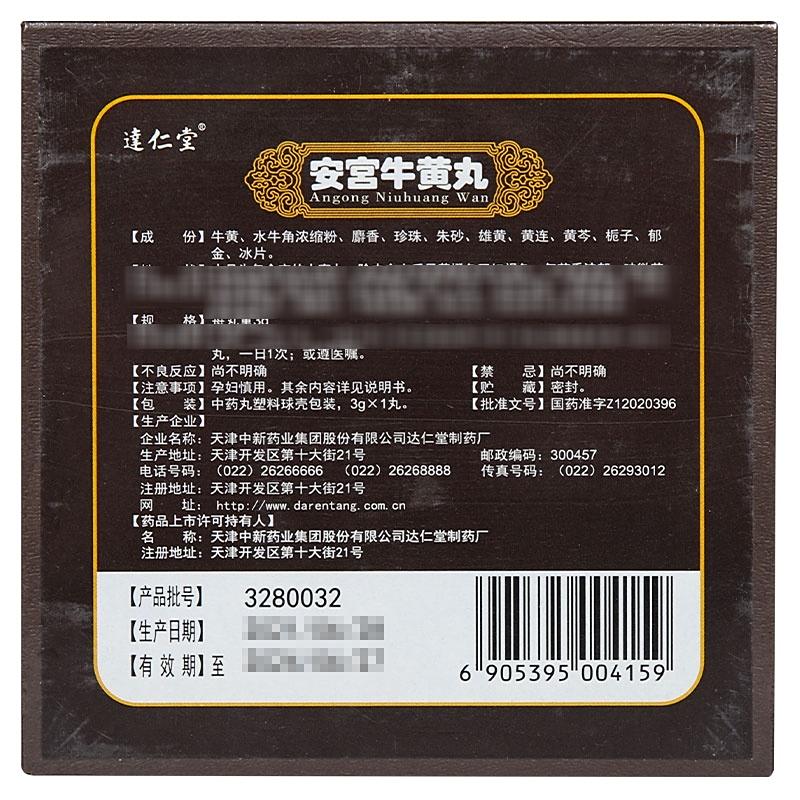 達仁堂®
安宫牛黄丸
Angong Niuhuang Wan
【成 份】牛黄、水牛角浓缩粉、麝香、珍珠、朱砂、雄黄、黄连、黄芩、栀子、郁
金、冰片。
【规 格】每丸重3g
丸，一日1次；或遵医嘱。
【不良反应】尚不明确 【禁 忌】尚不明确
【注意事项】孕妇慎用。其余内容详见说明书。 【贮 藏】密封。
【包 装】中药丸塑料球壳包装，3g×1丸。 【批准文号】国药准字Z12020396
【生产企业】
企业名称：天津中新药业集团股份有限公司达仁堂制药厂
生产地址：天津开发区第十大街21号 邮政编码：300457
电话号码：（022）26266666 （022）26268888 传真号码：（022）26293012
注册地址：天津开发区第十大街21号
网 址： http://www.darentang.com.cn
【药品上市许可持有人】
名 称：天津中新药业集团股份有限公司达仁堂制药厂
注册地址：天津开发区第十大街21号
【产品批号】 3280032
【生产日期】
【有效期】至
6 905395 004159